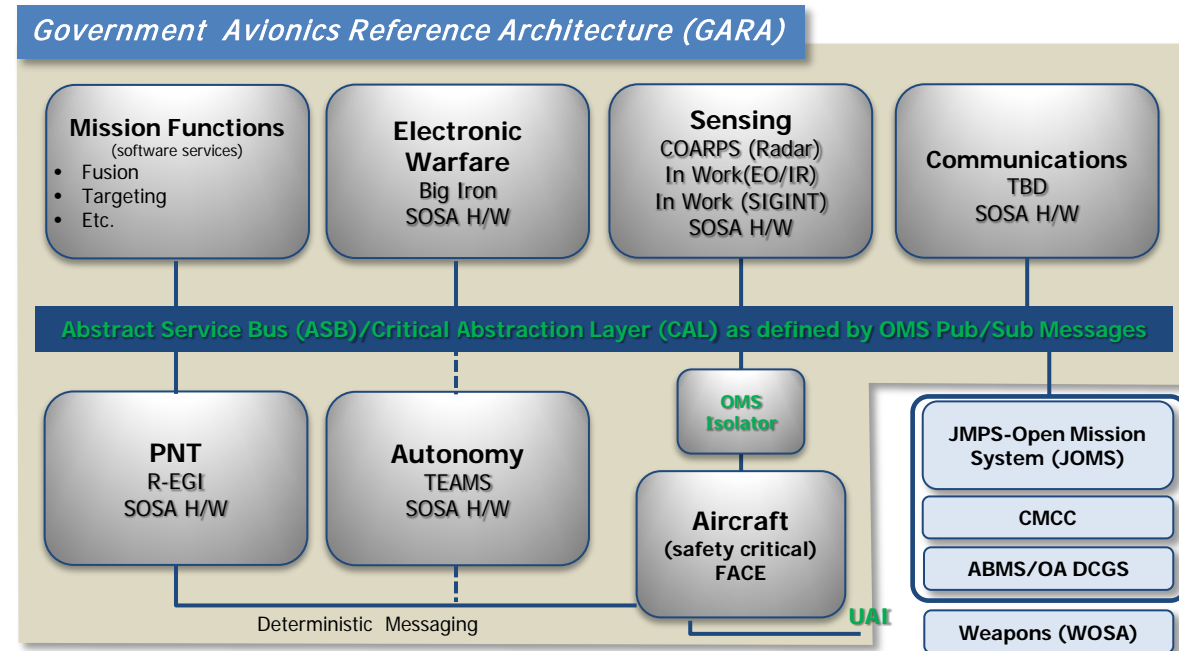 Government Avionics Reference Architecture (GARA)
Mission Functions
(software services)
• Fusion
• Targeting
• Etc.
Electronic
Warfare
Big Iron
SOSA H/W
Sensing
COARPS (Radar)
In Work(EO/IR)
In Work (SIGINT)
SOSA H/W
Communications
TBD
SOSA H/W
Abstract Service Bus (ASB)/Critical Abstraction Layer (CAL) as defined by OMS Pub/Sub Messages
PNT
R-EGI
SOSA H/W
Autonomy
TEAMS
SOSA H/W
OMS
Isolator
Aircraft
(safety critical)
FACE
JMPS-Open Mission
System (JOMS)
CMCC
ABMS/OA DCGS
Deterministic Messaging
UAI
Weapons (WOSA)